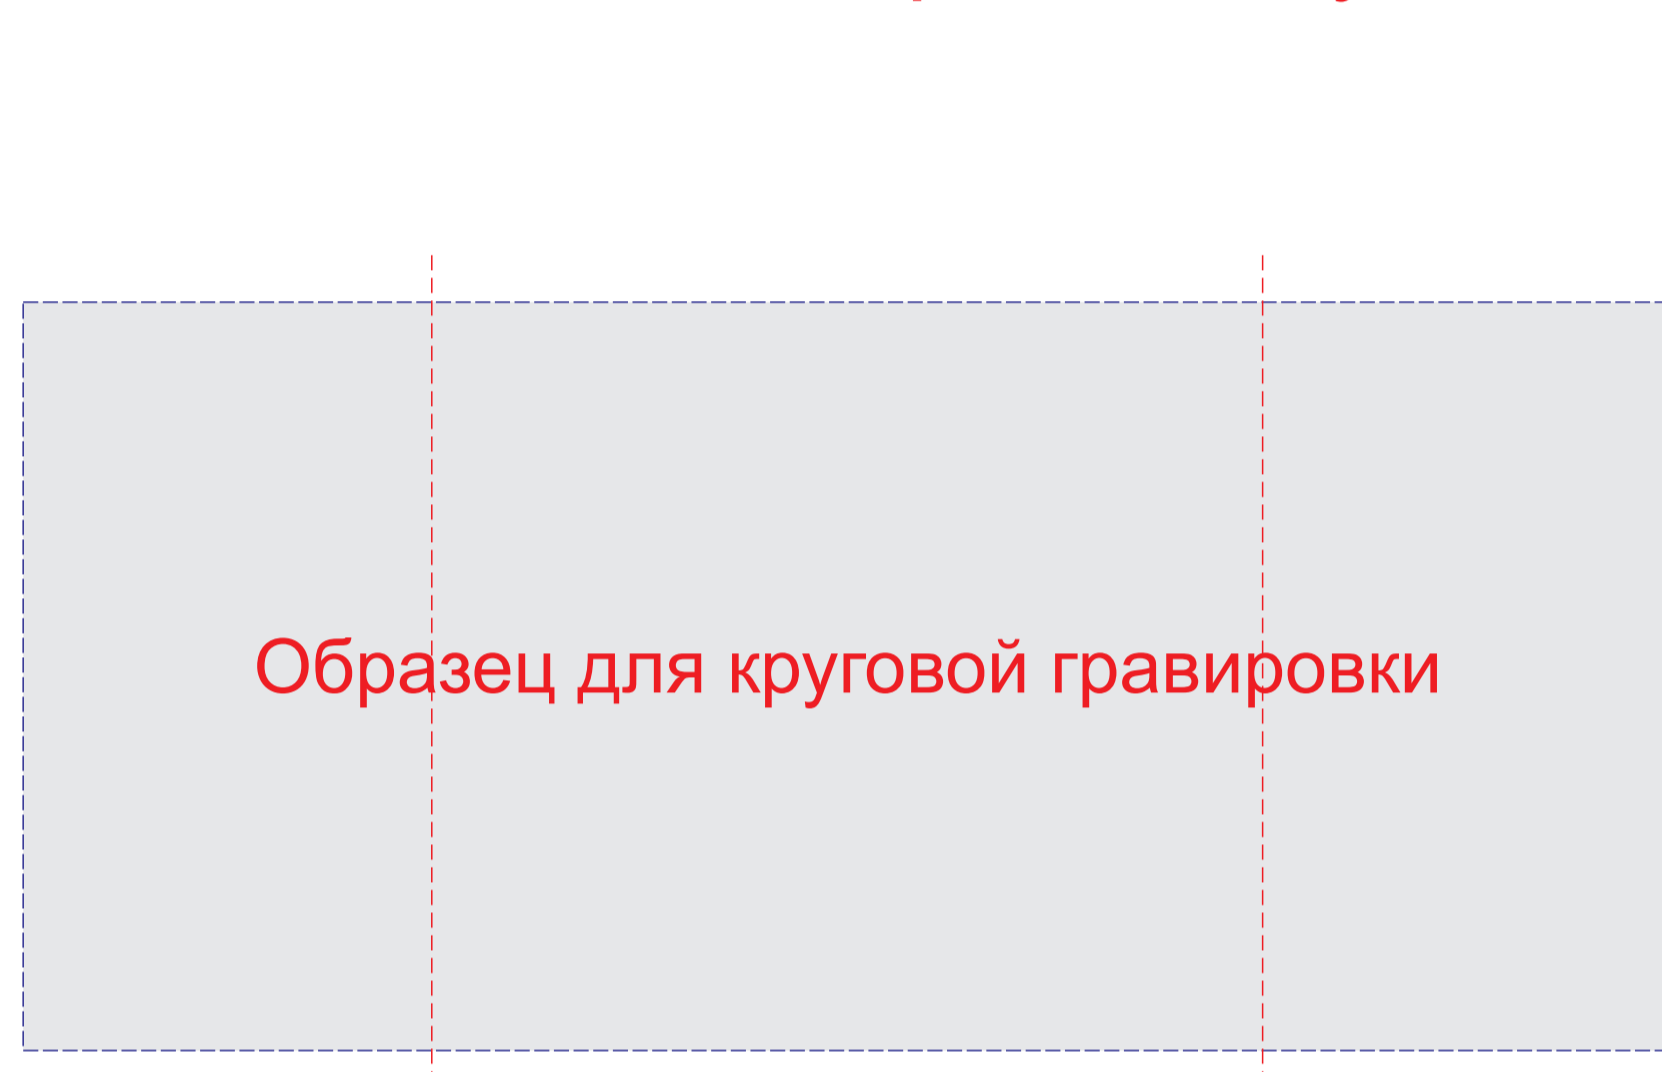 Образец для круговой гравировки